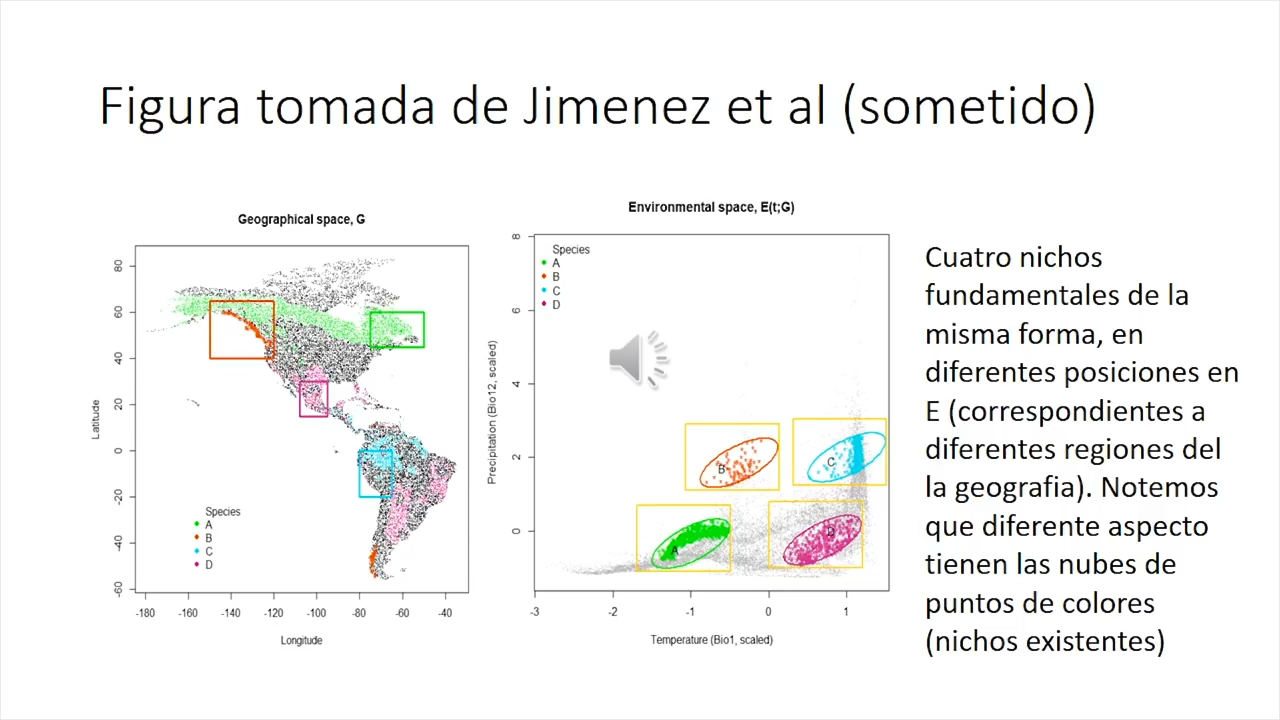 Figura tomada de Jimenez et al (sometido)
Geographical space, G
80
60
40
20
0
-20
-40
-60
Latitude
Species
A
B
C
D
-180
-160
-140
-120
-100
-80
-60
-40
Longitude
Environmental space, E(t;G)
8
6
4
2
0
Precipitation (Bio12, scaled)
Species
A
B
C
D
B
C
A
D
-3
-2
-1
0
1
Temperature (Bio1, scaled)
Cuatro nichos
fundamentales de la
misma forma, en
diferentes posiciones en
E (correspondientes a
diferentes regiones del
la geografia). Notemos
que diferente aspecto
tienen las nubes de
puntos de colores
(nichos existentes)